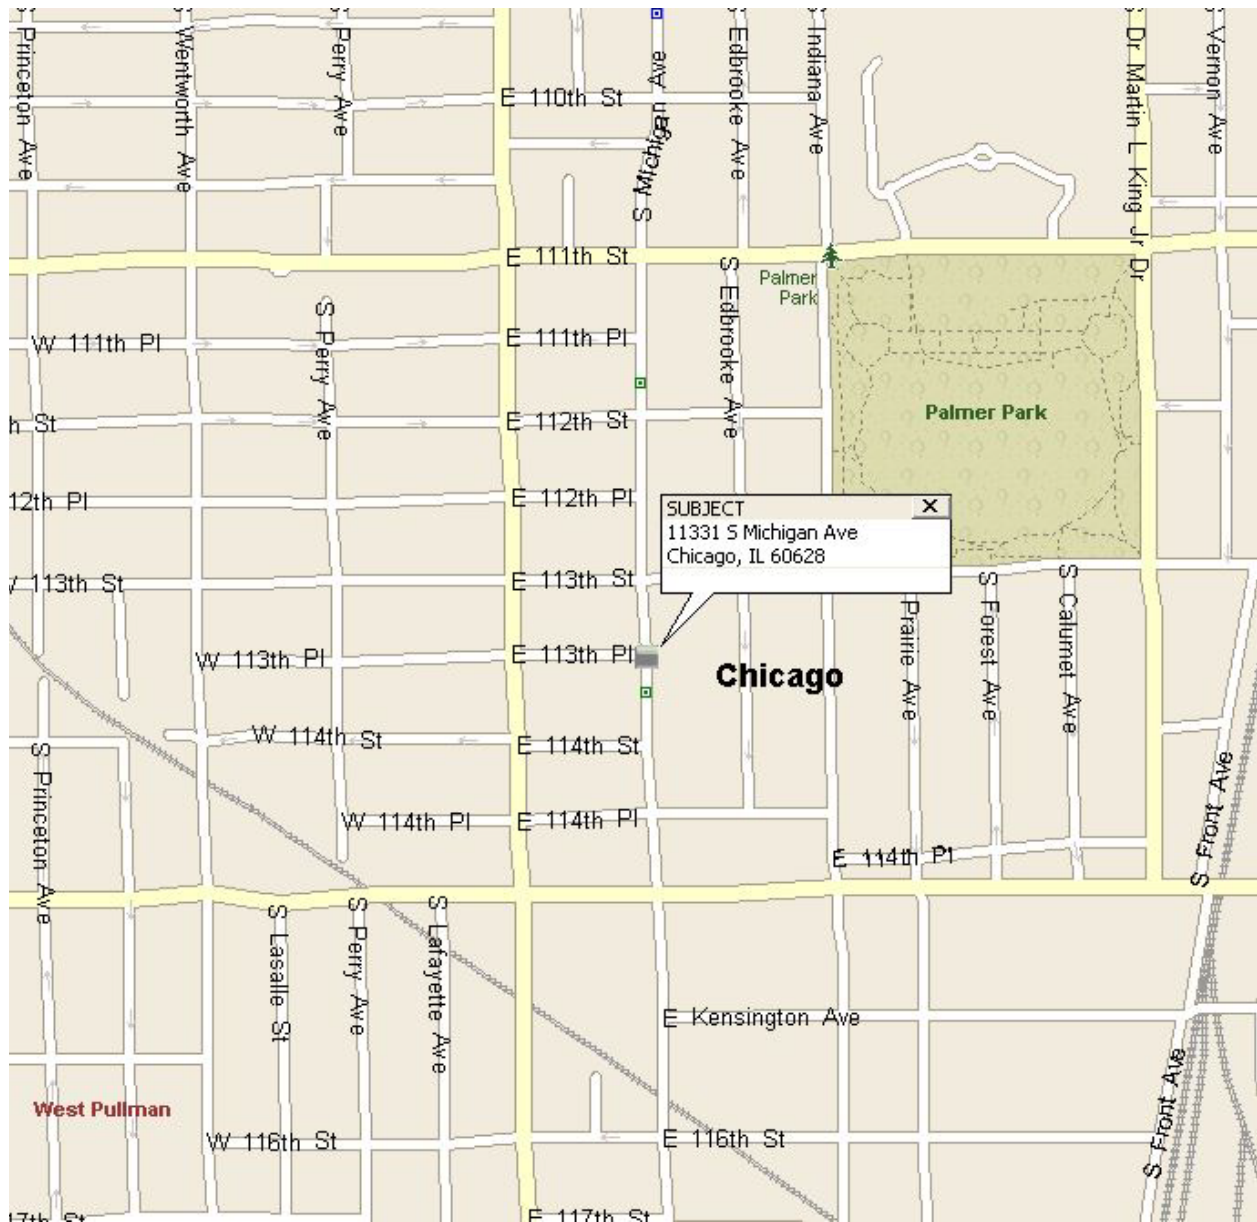 S Princeton Ave
S Wentworth Ave
S Perry Ave
S Michigan Ave
S Edbrooke Ave
S Indiana Ave
S Dr Martin L King Jr Dr
S Vernon Ave
E 110th St
E 111th St
Palmer
Park
S Perry Ave
W 111th Pl
E 111th Pl
S Edbrooke Ave
h St
E 112th St
Palmer Park
12th Pl
E 112th Pl
SUBJECT
11331 S Michigan Ave
Chicago, IL 60628
W 113th St
E 113th St
Prairie Ave
S Forest Ave
S Calumet Ave
W 113th Pl
E 113th Pl
Chicago
S Princeton Ave
W 114th St
E 114th St
W 114th Pl
E 114th Pl
E 114th Pl
S Front Ave
S Lasalle St
S Perry Ave
S Lafayette Ave
E Kensington Ave
West Pullman
W 116th St
E 116th St
S Front Ave
17th St
E 117th St